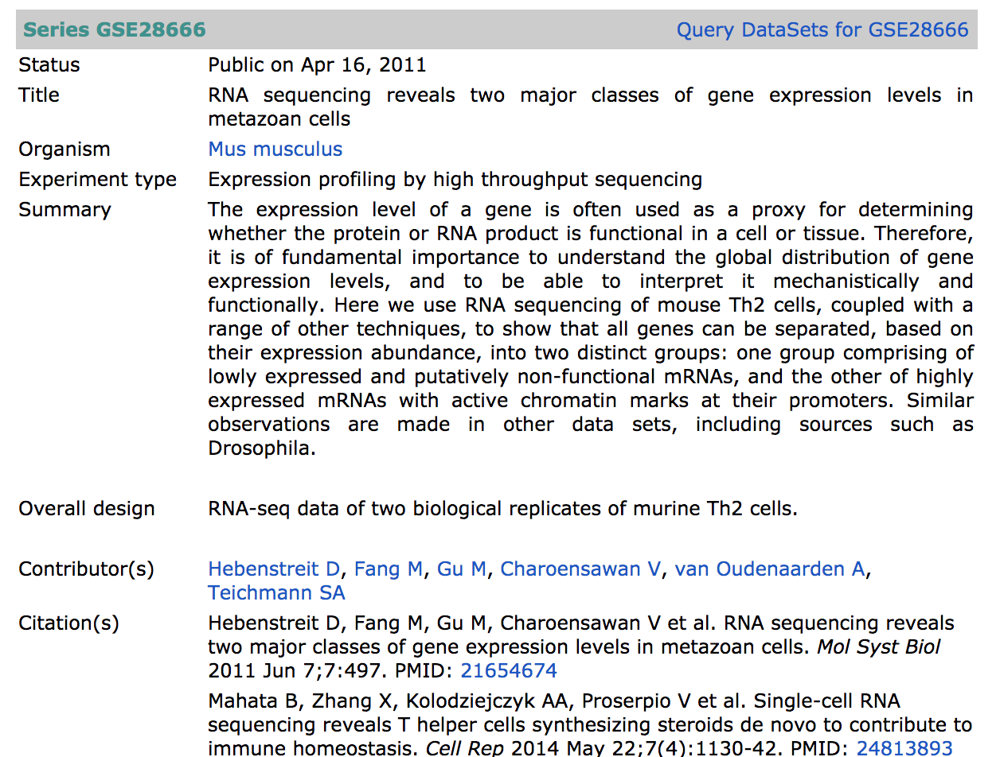 Series GSE28666 Query DataSets for GSE28666
Status Public on Apr 16, 2011
Title RNA sequencing reveals two major classes of gene expression levels in
metazoan cells
Organism Mus musculus
Experiment type Expression profiling by high throughput sequencing
Summary The expression level of a gene is often used as a proxy for determining
whether the protein or RNA product is functional in a cell or tissue. Therefore,
it is of fundamental importance to understand the global distribution of gene
expression levels, and to be able to interpret it mechanistically and
functionally. Here we use RNA sequencing of mouse Th2 cells, coupled with a
range of other techniques, to show that all genes can be separated, based on
their expression abundance, into two distinct groups: one group comprising of
lowly expressed and putatively non-functional mRNAs, and the other of highly
expressed mRNAs with active chromatin marks at their promoters. Similar
observations are made in other data sets, including sources such as
Drosophila.
Overall design RNA-seq data of two biological replicates of murine Th2 cells.
Contributor(s) Hebenstreit D, Fang M, Gu M, Charoensawan V, van Oudenaarden A,
Teichmann SA
Citation(s) Hebenstreit D, Fang M, Gu M, Charoensawan V et al. RNA sequencing reveals
two major classes of gene expression levels in metazoan cells. Mol Syst Biol
2011 Jun 7;7:497. PMID: 21654674
Mahata B, Zhang X, Kolodziejczyk AA, Proserpio V et al. Single-cell RNA
sequencing reveals T helper cells synthesizing steroids de novo to contribute to
immune homeostasis. Cell Rep 2014 May 22;7(4):1130-42. PMID: 24813893